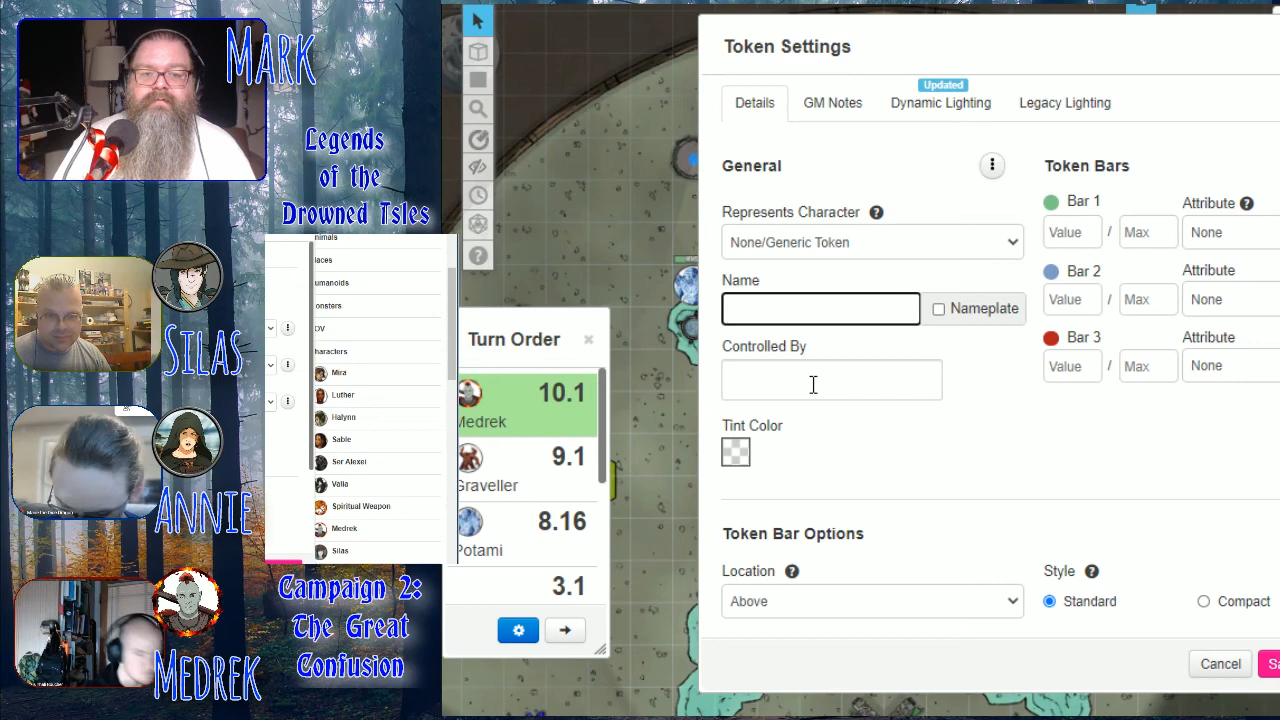 MARK
Legends
of the
Drowned Isles
SILAS
ANNIE
MEDREK
Campaign 2:
The Great
Confusion
nimals
laces
umanoids
onsters
OV
haracters
Mira
Luther
Halynn
Sable
Ser Alexei
Valia
Spiritual Weapon
Medrek
Silas
Turn Order
×
10.1
Medrek
9.1
Graveller
8.16
Potami
3.1
Token Settings
Updated
Details
GM Notes
Dynamic Lighting
Legacy Lighting
General
Represents Character
None/Generic Token
Name
Nameplate
Controlled By
Tint Color
Token Bars
Bar 1
Attribute
Value / Max
None
Bar 2
Attribute
Value / Max
None
Bar 3
Attribute
Value / Max
None
Token Bar Options
Location
Above
Style
Standard
Compact
Cancel
Sa